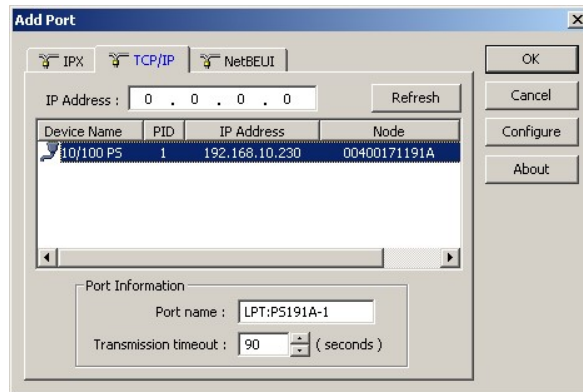 Add Port
IPX TCP/IP NetBEUI
OK
IP Address : 0 . 0 . 0 . 0 Refresh
Cancel
Device Name PID IP Address Node
Configure
10/100 PS 1 192.168.10.230 00400171191A
About
Port Information
Port name : LPT:PS191A-1
Transmission timeout : 90 ( seconds )